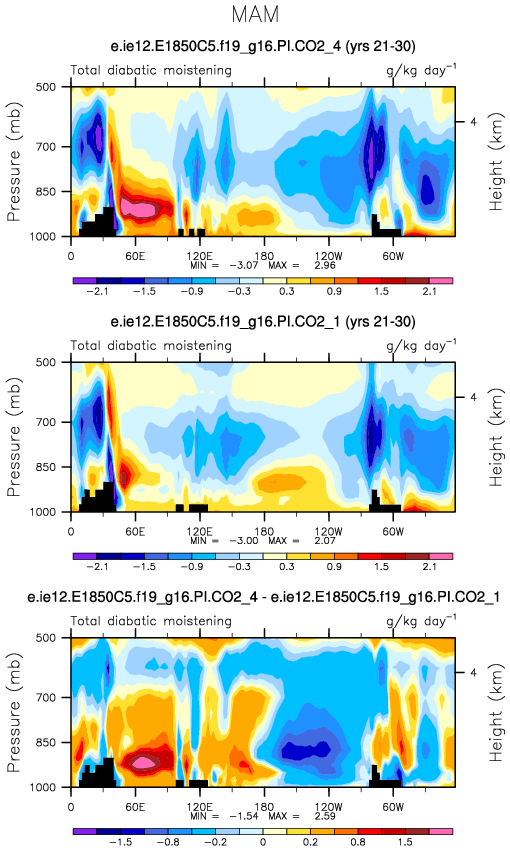 MAM
e.ie12.E1850C5.f19_g16.PI.CO2_4 (yrs 21-30)
Total diabatic moistening g/kg day⁻¹
500
700
850
1000
Pressure (mb)
4
Height (km)
0 60E 120E 180 120W 60W
MIN = −3.07 MAX = 2.96
−2.1 −1.5 −0.9 −0.3 0.3 0.9 1.5 2.1
e.ie12.E1850C5.f19_g16.PI.CO2_1 (yrs 21-30)
Total diabatic moistening g/kg day⁻¹
500
700
850
1000
Pressure (mb)
4
Height (km)
0 60E 120E 180 120W 60W
MIN = −3.00 MAX = 2.07
−2.1 −1.5 −0.9 −0.3 0.3 0.9 1.5 2.1
e.ie12.E1850C5.f19_g16.PI.CO2_4 - e.ie12.E1850C5.f19_g16.PI.CO2_1
Total diabatic moistening g/kg day⁻¹
500
700
850
1000
Pressure (mb)
4
Height (km)
0 60E 120E 180 120W 60W
MIN = −1.54 MAX = 2.59
−1.5 −0.8 −0.2 0 0.2 0.8 1.5